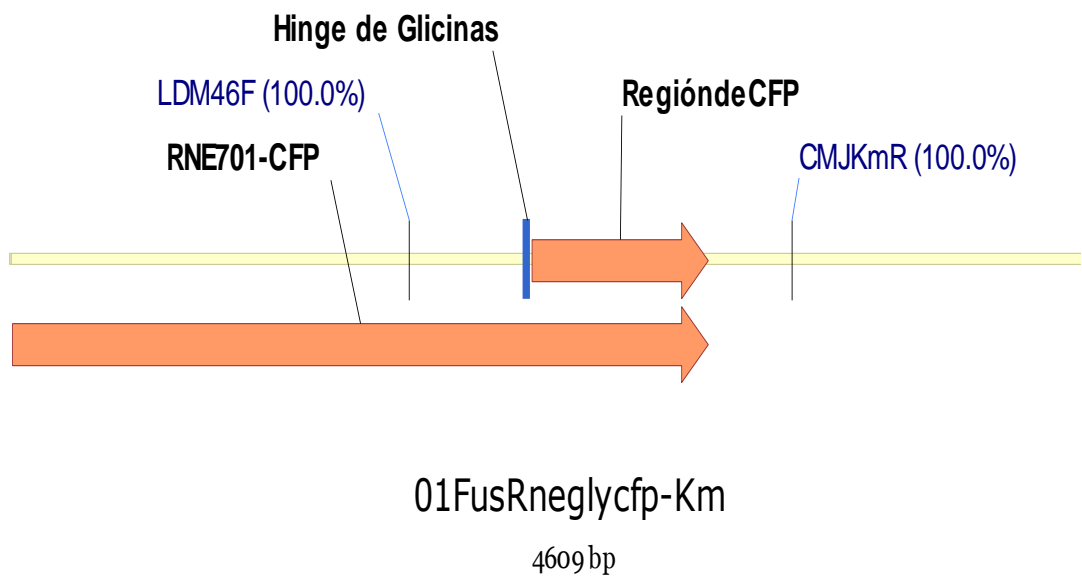 Hinge de Glicinas
LDM46F (100.0%)
RegióndeCFP
RNE701-CFP
CMJKmR (100.0%)
01FusRneglycfp-Km
4609 bp